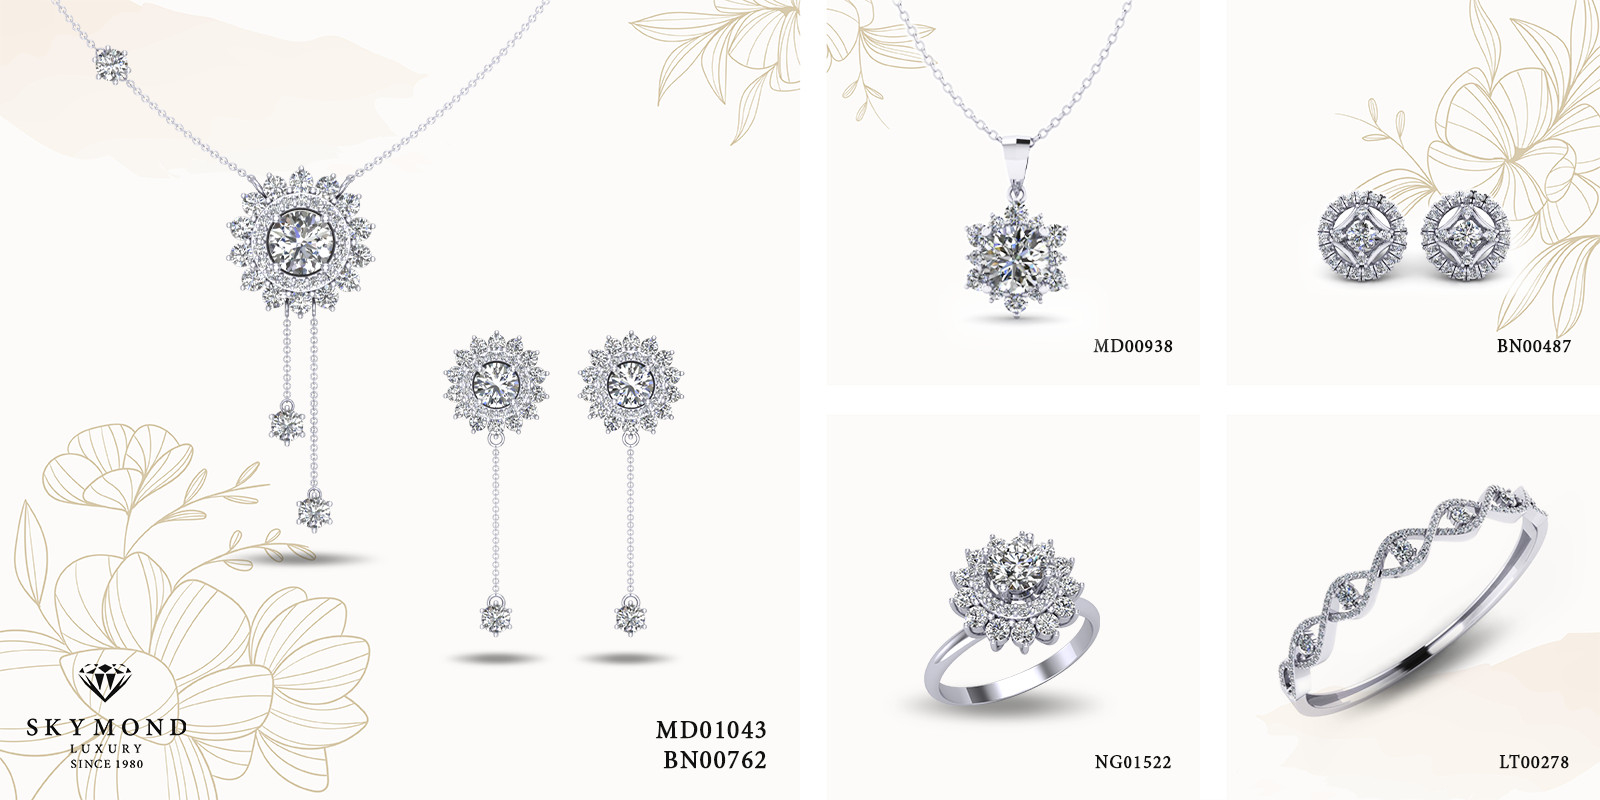 SKYMOND
LUXURY
SINCE 1980
MD01043
BN00762
MD00938
BN00487
NG01522
LT00278